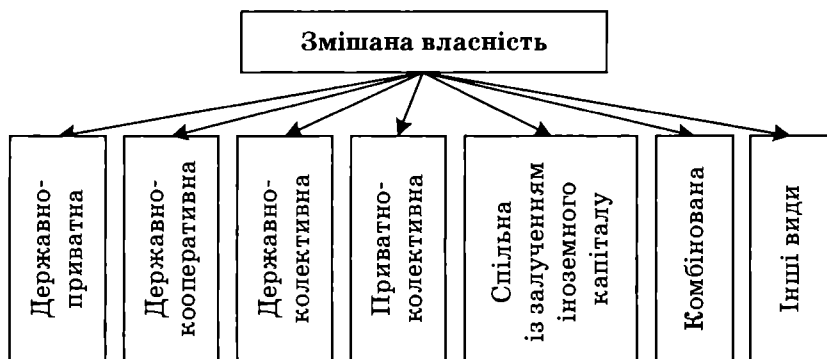 Змішана власність
Державно-
приватна
Державно-
кооперативна
Державно-
колективна
Приватно-
колективна
Спільна
із залученням
іноземного
капіталу
Комбінована
Інші види